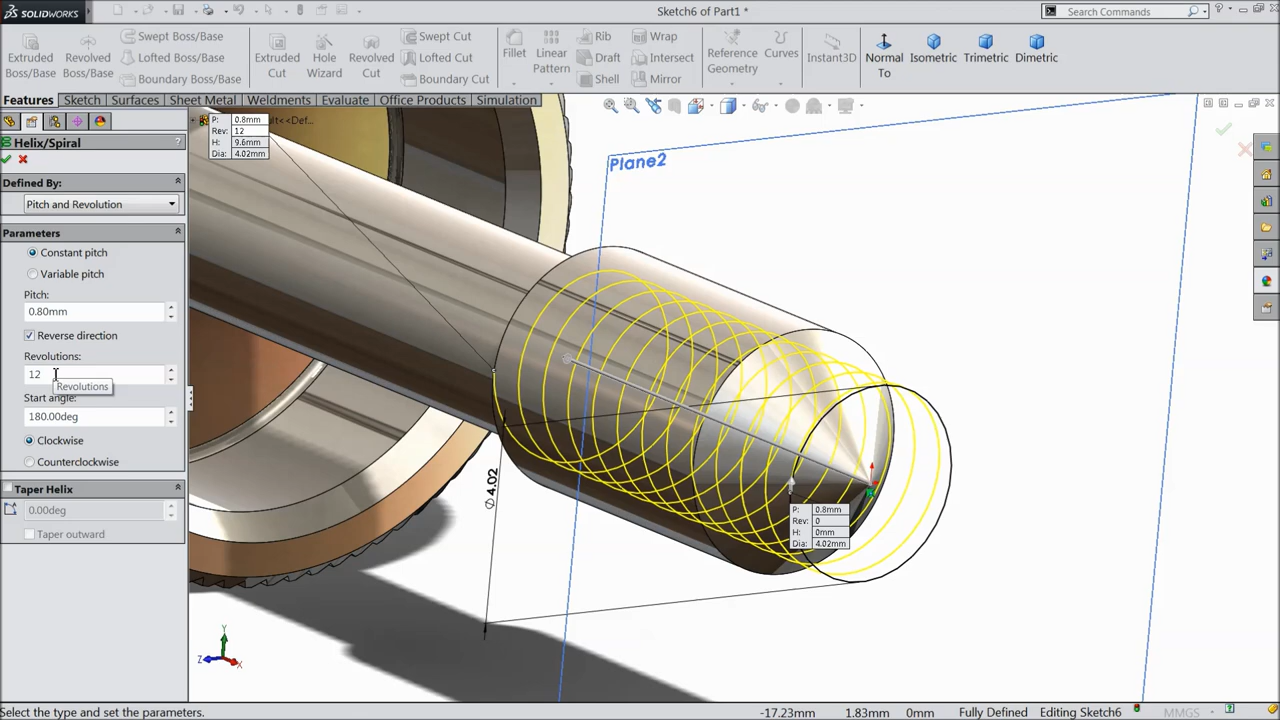 SOLIDWORKS
Sketch6 of Part1 *
Search Commands
Extruded Boss/Base
Revolved Boss/Base
Swept Boss/Base
Lofted Boss/Base
Boundary Boss/Base
Extruded Cut
Hole Wizard
Revolved Cut
Swept Cut
Lofted Cut
Boundary Cut
Fillet
Linear Pattern
Rib
Draft
Shell
Wrap
Intersect
Mirror
Reference Geometry
Curves
Instant3D
Normal To
Isometric
Trimetric
Dimetric
Features
Sketch
Surfaces
Sheet Metal
Weldments
Evaluate
Office Products
Simulation
Helix/Spiral
?
Defined By:
Pitch and Revolution
Parameters
Constant pitch
Variable pitch
Pitch:
0.80mm
Reverse direction
Revolutions:
12
Revolutions
Start angle:
180.00deg
Clockwise
Counterclockwise
Taper Helix
0.00deg
Taper outward
P: 0.8mm
Rev: 12
H: 9.6mm
Dia: 4.02mm
<Def...
Plane2
Ø 4.02
P: 0.8mm
Rev: 0
H: 0mm
Dia: 4.02mm
Y
Z
X
Select the type and set the parameters.
-17.23mm
1.83mm
0mm
Fully Defined
Editing Sketch6
MMGS